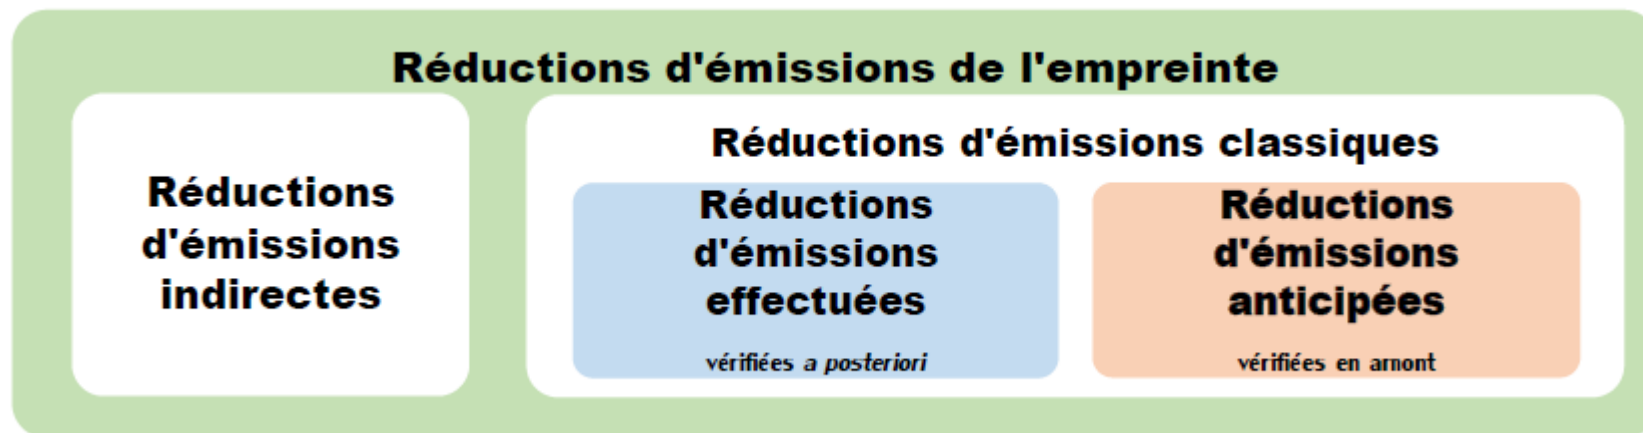 Réductions d'émissions de l'empreinte
Réductions
d'émissions
indirectes
Réductions d'émissions classiques
Réductions
d'émissions
effectuées
vérifiées a posteriori
Réductions
d'émissions
anticipées
vérifiées en arnont